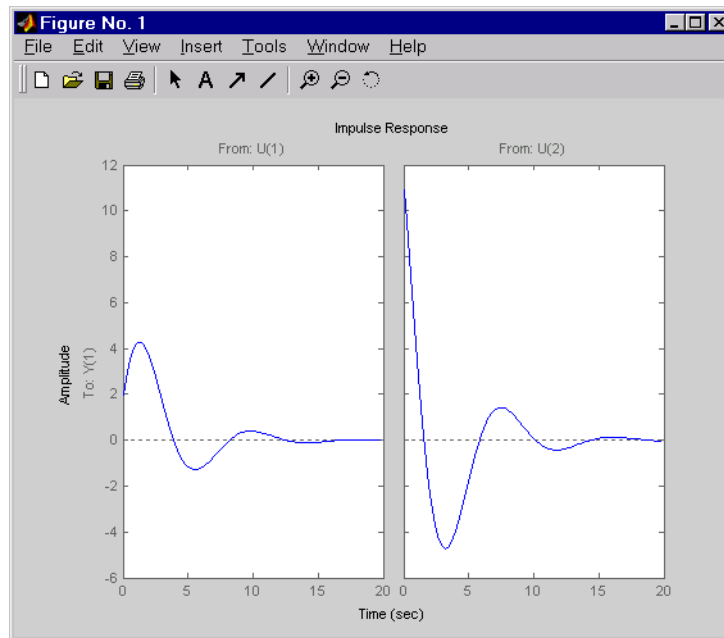 Figure No. 1
File Edit View Insert Tools Window Help
A
Impulse Response
From: U(1) From: U(2)
12
10
8
6
4
2
0
-2
-4
-6
Amplitude
To: Y(1)
0 5 10 15 20 0 5 10 15 20
Time (sec)